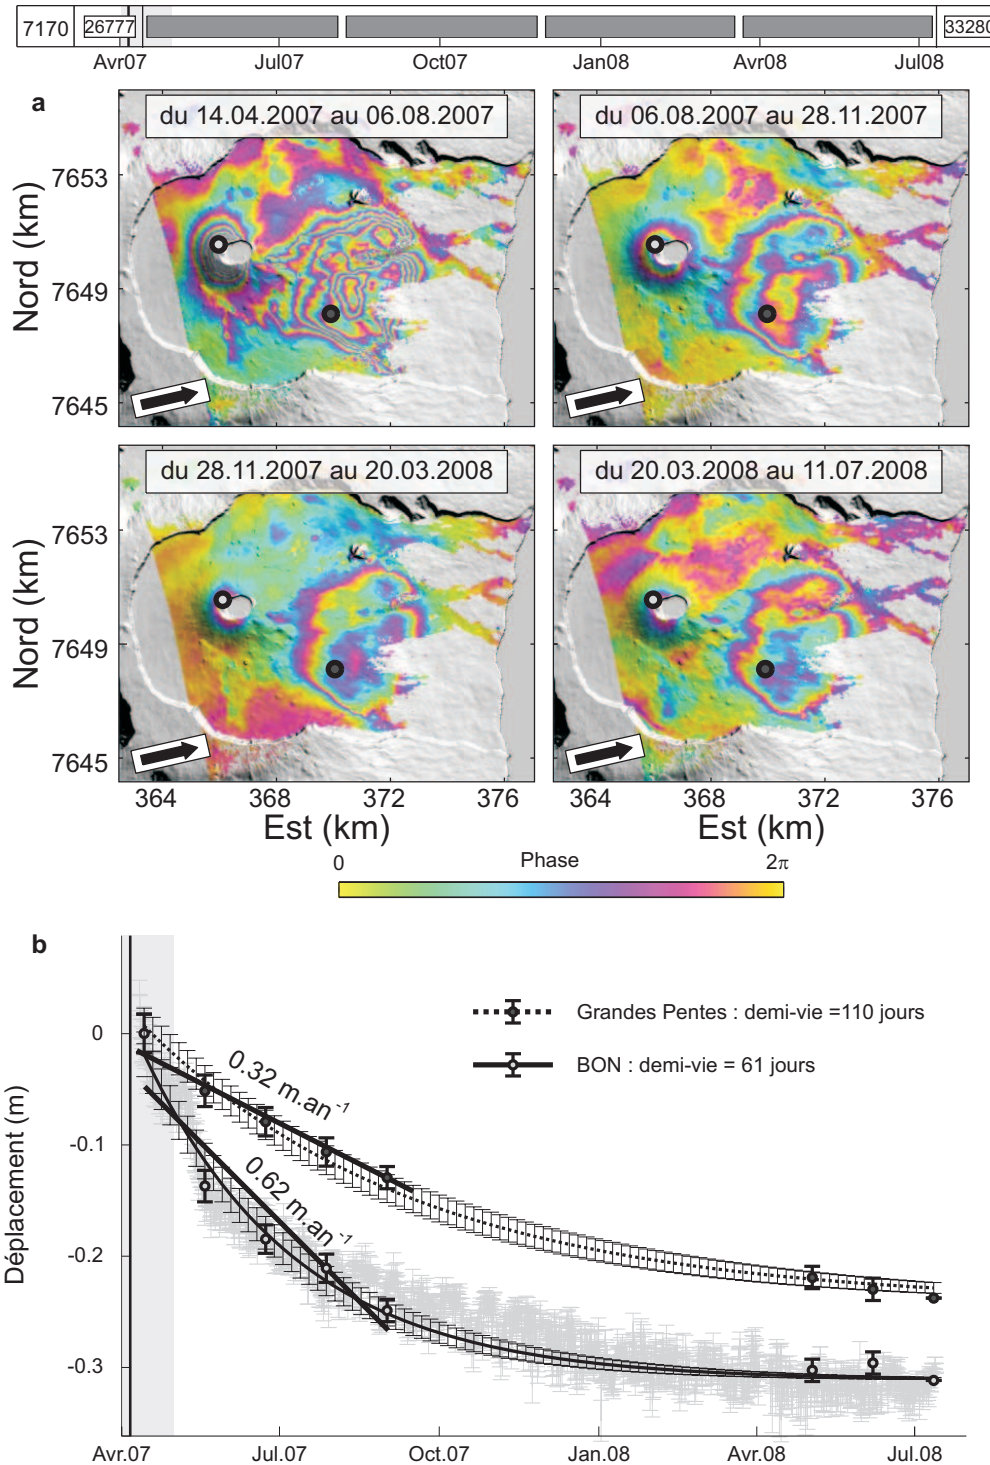 7170 26777 33280
Avr07 Jul07 Oct07 Jan08 Avr08 Jul08
a
du 14.04.2007 au 06.08.2007
du 06.08.2007 au 28.11.2007
7653
7649
7645
Nord (km)
du 28.11.2007 au 20.03.2008
du 20.03.2008 au 11.07.2008
7653
7649
7645
Nord (km)
364 368 372 376
364 368 372 376
Est (km)
Est (km)
0 Phase 2π
b
Grandes Pentes : demi-vie =110 jours
BON : demi-vie = 61 jours
0.32 m.an⁻¹
0.62 m.an⁻¹
0
-0.1
-0.2
-0.3
Déplacement (m)
Avr.07 Jul.07 Oct.07 Jan.08 Avr.08 Jul.08